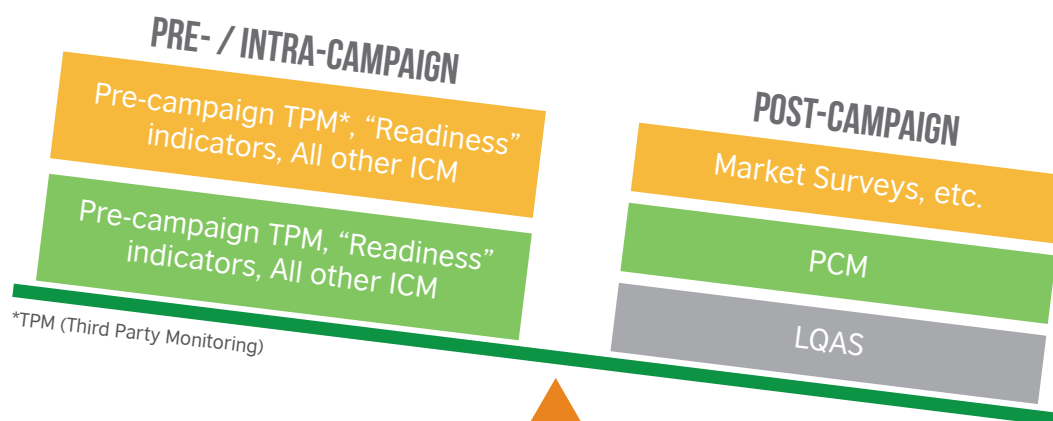 PRE- / INTRA-CAMPAIGN
Pre-campaign TPM*, “Readiness”
indicators, All other ICM
Pre-campaign TPM, “Readiness”
indicators, All other ICM
*TPM (Third Party Monitoring)
POST-CAMPAIGN
Market Surveys, etc.
PCM
LQAS